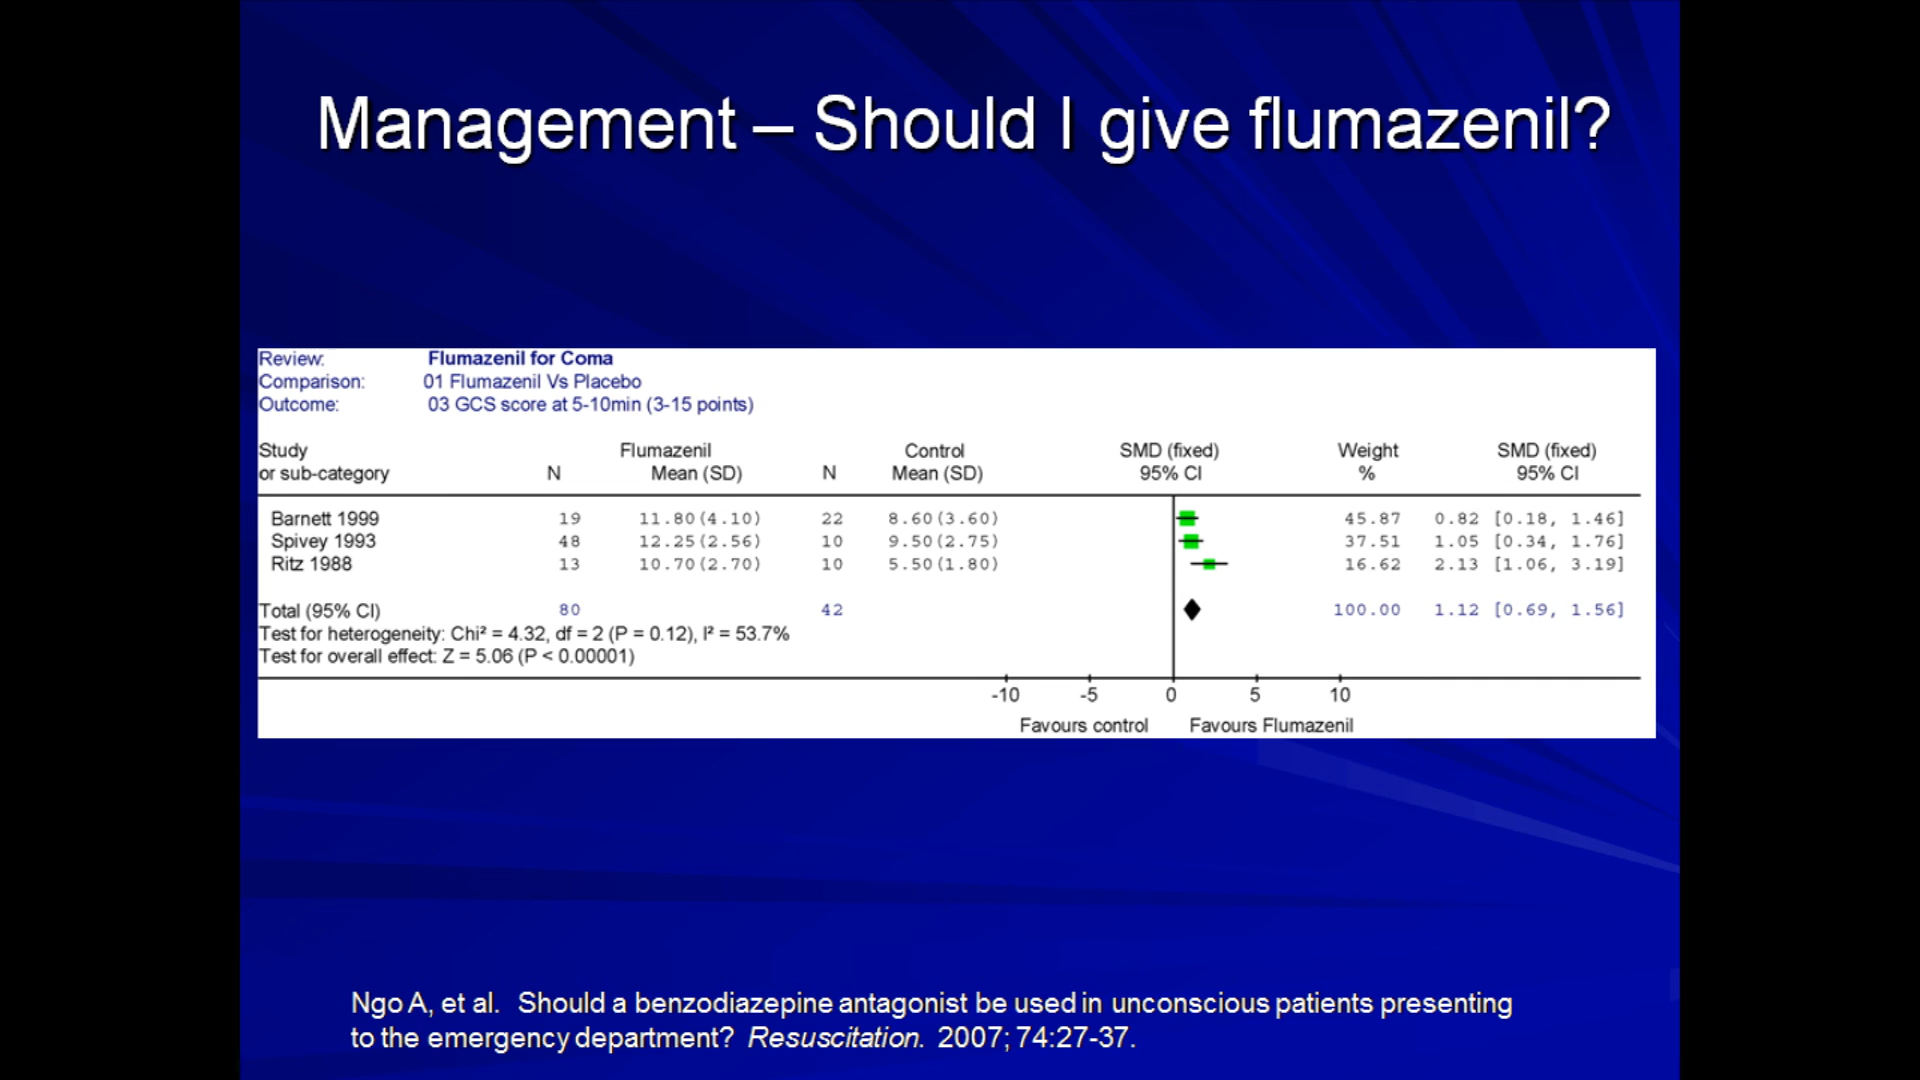 Management – Should I give flumazenil?
Review: Flumazenil for Coma
Comparison: 01 Flumazenil Vs Placebo
Outcome: 03 GCS score at 5-10min (3-15 points)
Study Flumazenil Control SMD (fixed) Weight SMD (fixed)
or sub-category N Mean (SD) N Mean (SD) 95% CI % 95% CI
Barnett 1999 19 11.80(4.10) 22 8.60(3.60) 45.87 0.82 [0.18, 1.46]
Spivey 1993 48 12.25(2.56) 10 9.50(2.75) 37.51 1.05 [0.34, 1.76]
Ritz 1988 13 10.70(2.70) 10 5.50(1.80) 16.62 2.13 [1.06, 3.19]
Total (95% CI) 80 42 100.00 1.12 [0.69, 1.56]
Test for heterogeneity: Chi² = 4.32, df = 2 (P = 0.12), I² = 53.7%
Test for overall effect: Z = 5.06 (P < 0.00001)
-10 -5 0 5 10
Favours control Favours Flumazenil
Ngo A, et al. Should a benzodiazepine antagonist be used in unconscious patients presenting
to the emergency department? Resuscitation. 2007; 74:27-37.